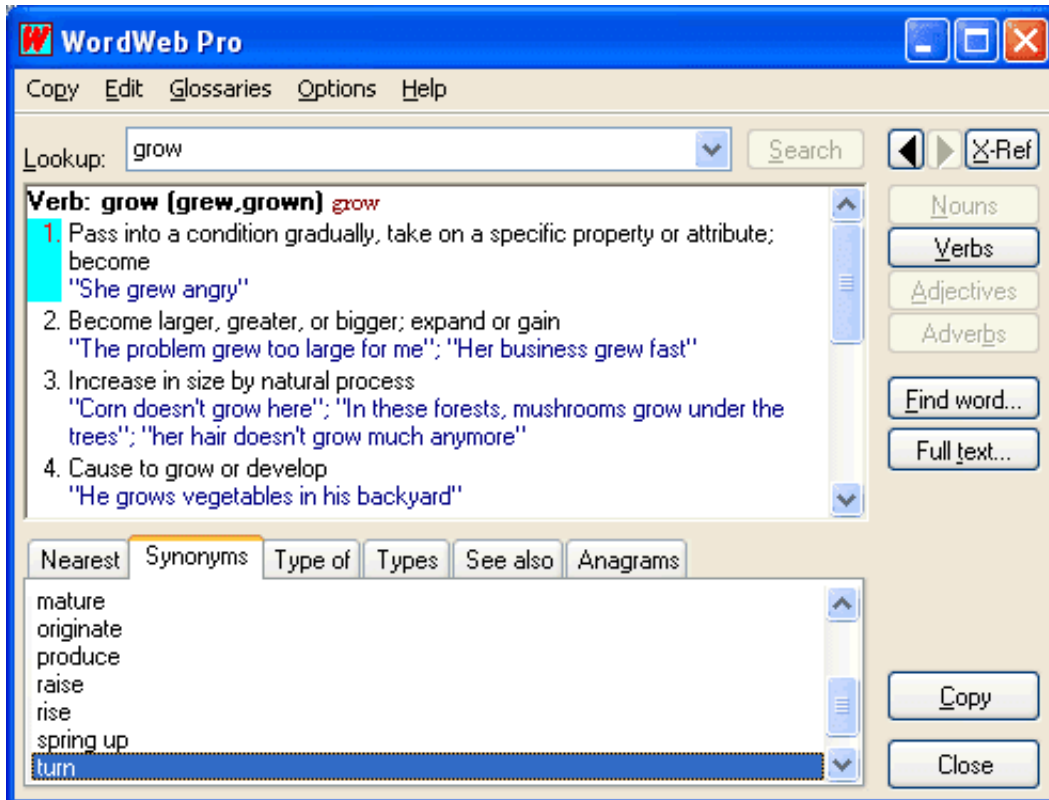 WordWeb Pro
Copy Edit Glossaries Options Help
Lookup: grow Search X-Ref
Verb: grow (grew,grown) grow
1. Pass into a condition gradually, take on a specific property or attribute;
become
"She grew angry"
2. Become larger, greater, or bigger; expand or gain
"The problem grew too large for me"; "Her business grew fast"
3. Increase in size by natural process
"Corn doesn't grow here"; "In these forests, mushrooms grow under the
trees"; "her hair doesn't grow much anymore"
4. Cause to grow or develop
"He grows vegetables in his backyard"
Nouns
Verbs
Adjectives
Adverbs
Find word...
Full text...
Nearest Synonyms Type of Types See also Anagrams
mature
originate
produce
raise
rise
spring up
turn
Copy
Close